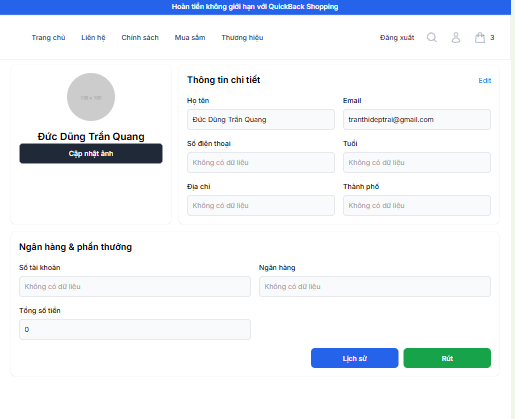 Hoàn tiền không giới hạn với QuickBack Shopping
Trang chủ Liên hệ Chính sách Mua sắm Thương hiệu Đăng xuất 3
Đức Dũng Trần Quang
Cập nhật ảnh
Thông tin chi tiết Edit
Họ tên Email
Đức Dũng Trần Quang tranthideptrai@gmail.com
Số điện thoại Tuổi
Không có dữ liệu Không có dữ liệu
Địa chỉ Thành phố
Không có dữ liệu Không có dữ liệu
Ngân hàng & phần thưởng
Số tài khoản Ngân hàng
Không có dữ liệu Không có dữ liệu
Tổng số tiền
0
Lịch sử Rút